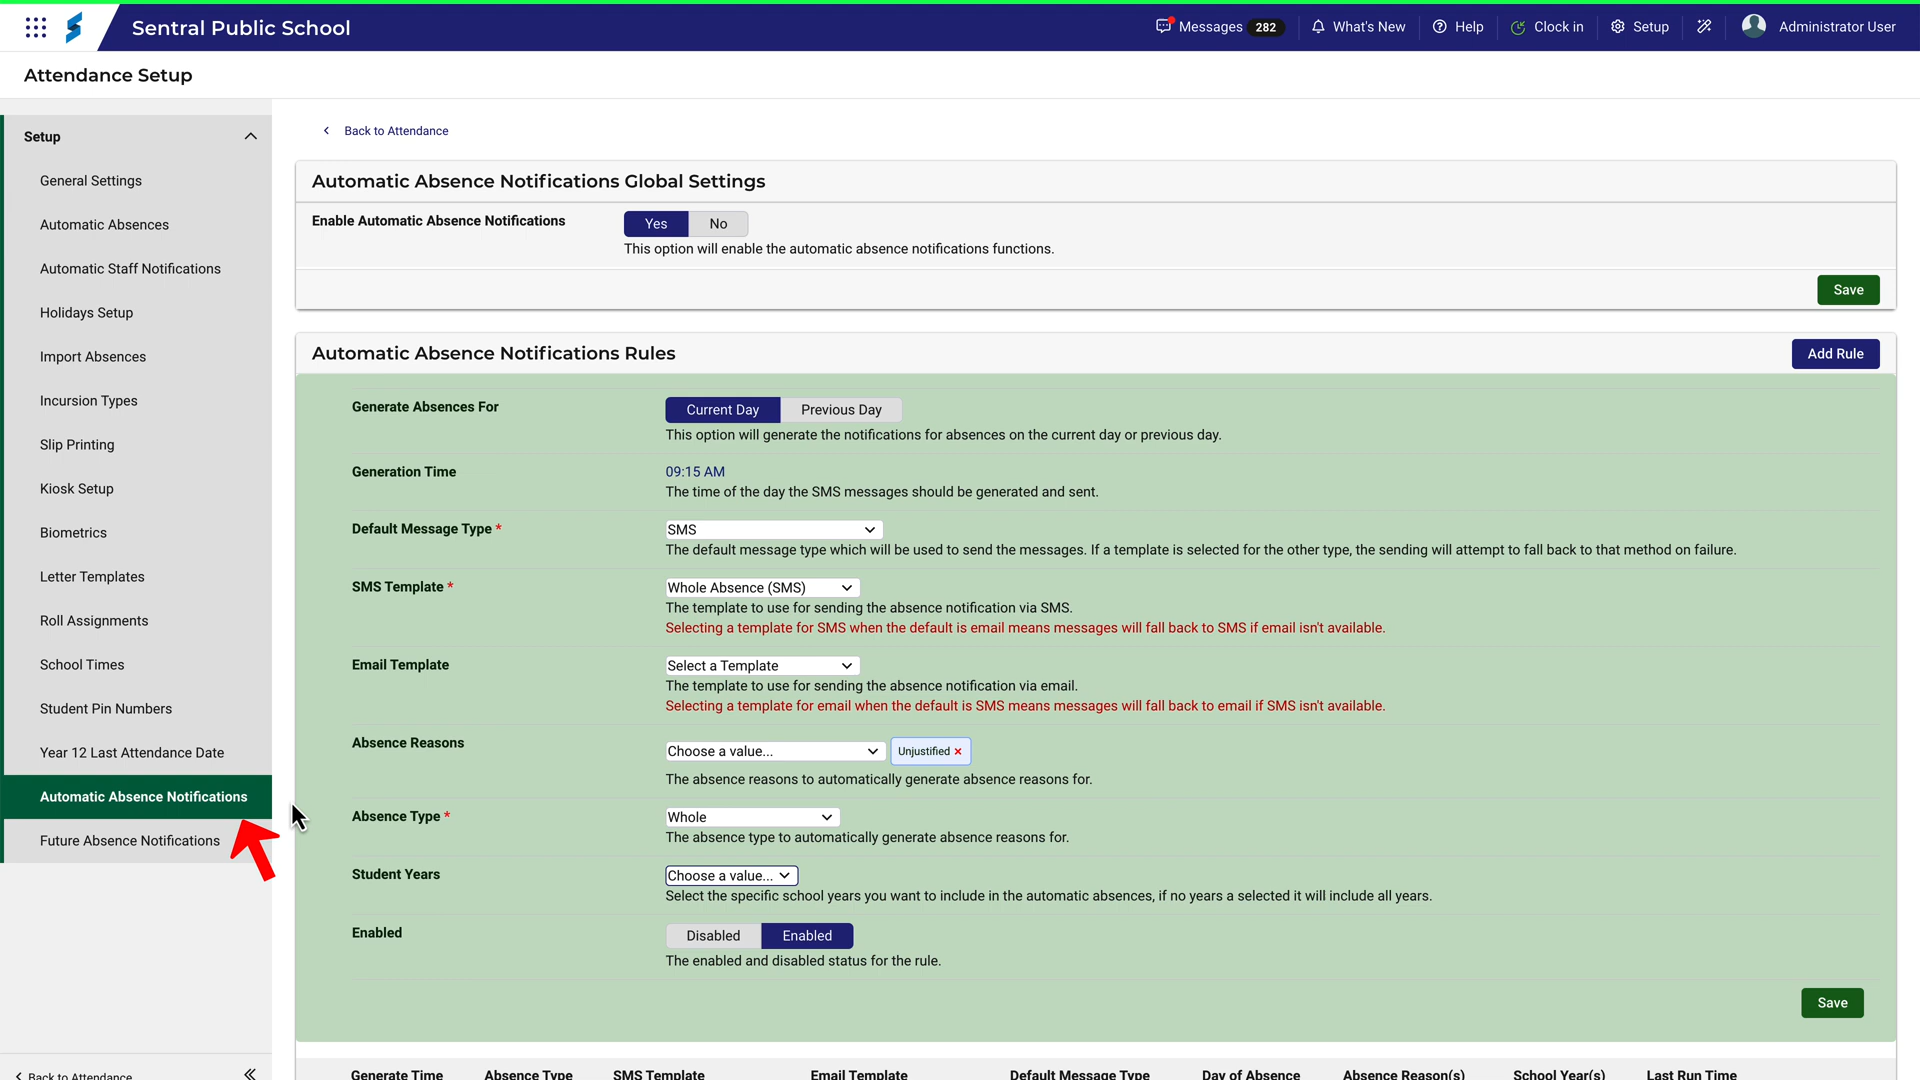 Sentral Public School
Messages 282
What's New
Help
Clock in
Setup
Administrator User
Attendance Setup
Setup
General Settings
Automatic Absences
Automatic Staff Notifications
Holidays Setup
Import Absences
Incursion Types
Slip Printing
Kiosk Setup
Biometrics
Letter Templates
Roll Assignments
School Times
Student Pin Numbers
Year 12 Last Attendance Date
Automatic Absence Notifications
Future Absence Notifications
Back to Attendance
Back to Attendance
Automatic Absence Notifications Global Settings
Enable Automatic Absence Notifications
Yes No
This option will enable the automatic absence notifications functions.
Save
Automatic Absence Notifications Rules
Add Rule
Generate Absences For
Current Day Previous Day
This option will generate the notifications for absences on the current day or previous day.
Generation Time
09:15 AM
The time of the day the SMS messages should be generated and sent.
Default Message Type *
SMS
The default message type which will be used to send the messages. If a template is selected for the other type, the sending will attempt to fall back to that method on failure.
SMS Template *
Whole Absence (SMS)
The template to use for sending the absence notification via SMS.
Selecting a template for SMS when the default is email means messages will fall back to SMS if email isn't available.
Email Template
Select a Template
The template to use for sending the absence notification via email.
Selecting a template for email when the default is SMS means messages will fall back to email if SMS isn't available.
Absence Reasons
Choose a value... Unjustified ×
The absence reasons to automatically generate absence reasons for.
Absence Type *
Whole
The absence type to automatically generate absence reasons for.
Student Years
Choose a value...
Select the specific school years you want to include in the automatic absences, if no years a selected it will include all years.
Enabled
Disabled Enabled
The enabled and disabled status for the rule.
Save
Generate Time Absence Type SMS Template Email Template Default Message Type Day of Absence Absence Reason(s) School Year(s) Last Run Time